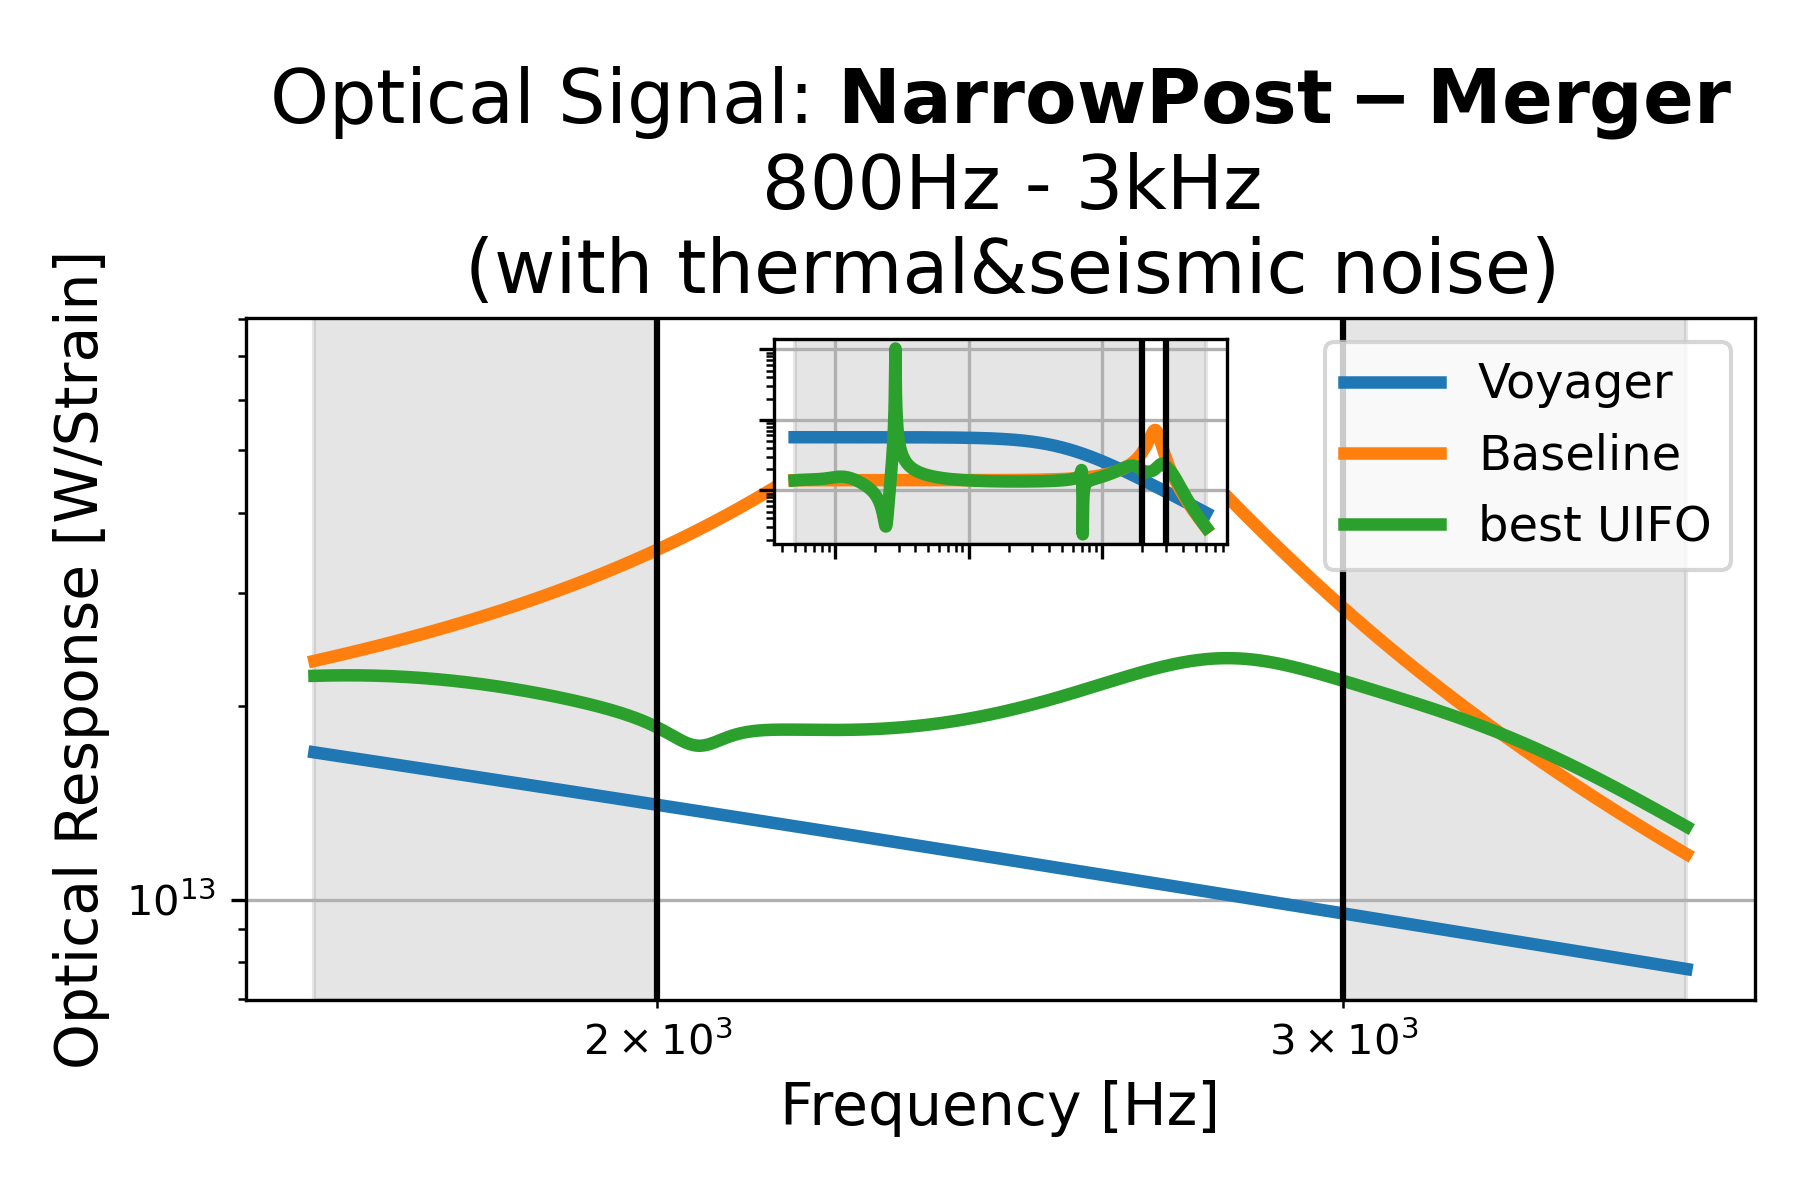 Optical Signal: NarrowPost − Merger
800Hz - 3kHz
(with thermal&seismic noise)
Optical Response [W/Strain]
Voyager
Baseline
best UIFO
10¹³
2 × 10³
3 × 10³
Frequency [Hz]